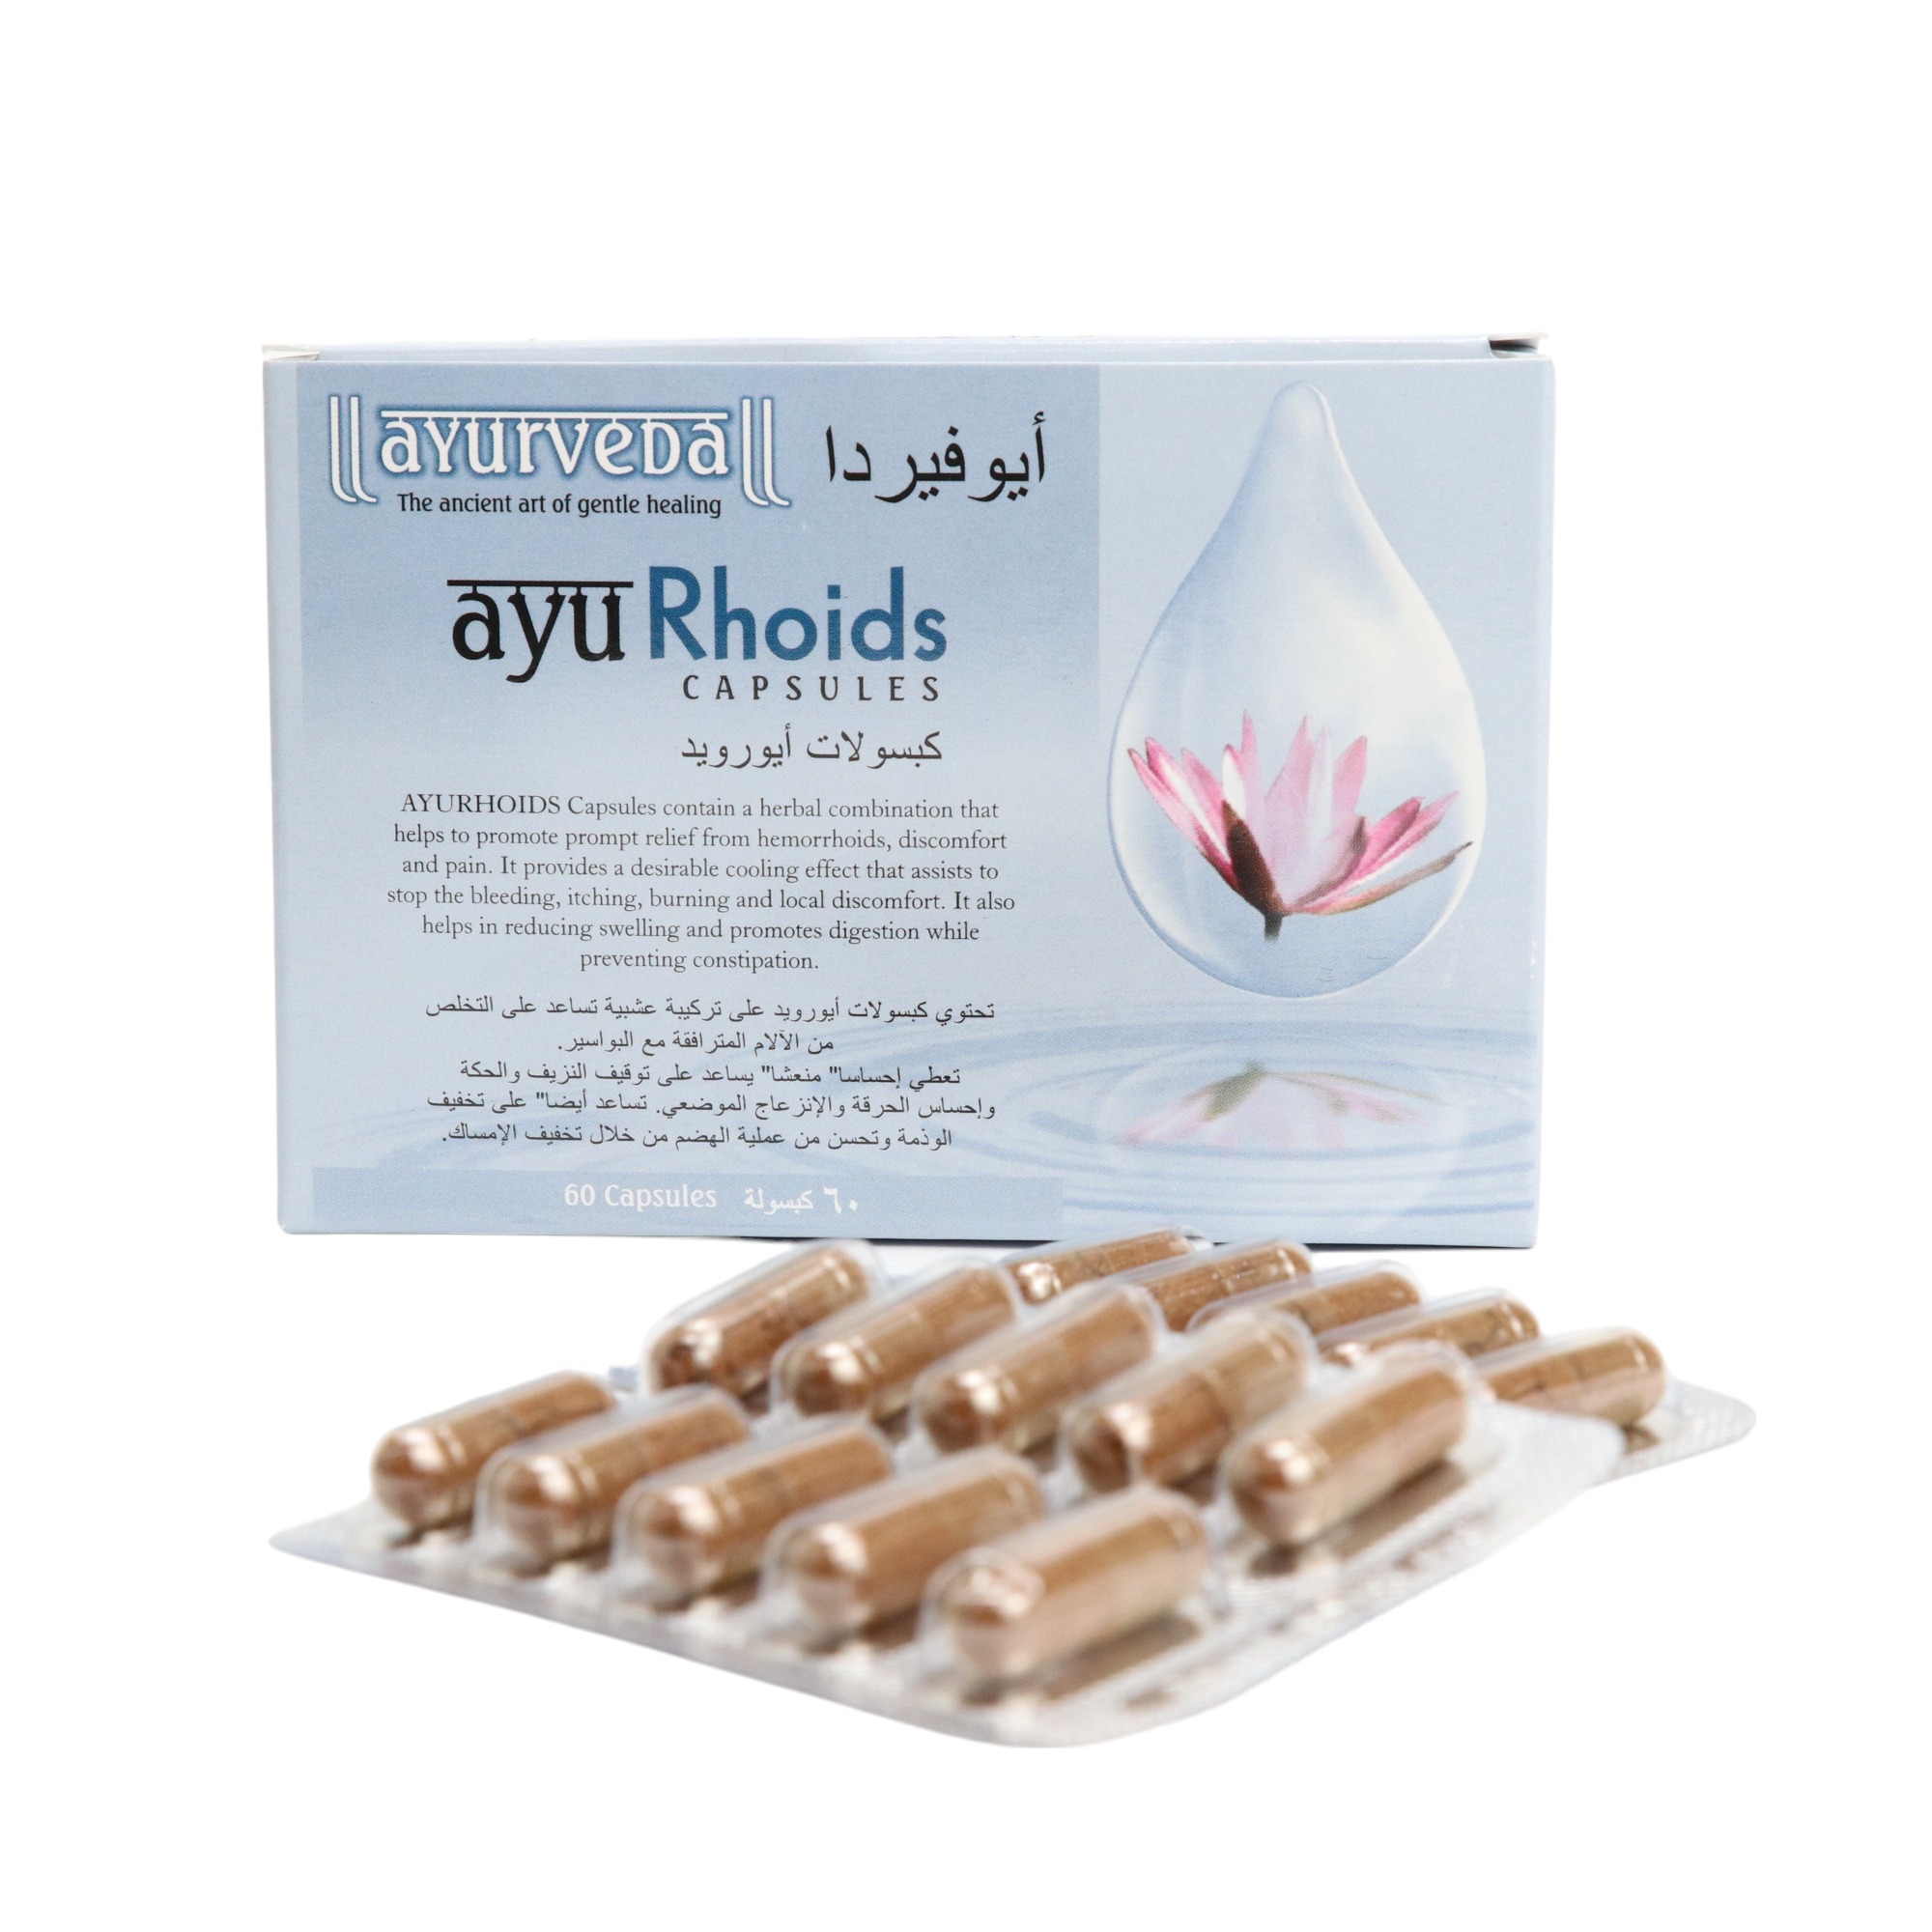 ayurveda
The ancient art of gentle healing
أيوفيردا
ayu Rhoids
CAPSULES
كبسولات أيورويد
AYURHOIDS Capsules contain a herbal combination that
helps to promote prompt relief from hemorrhoids, discomfort
and pain. It provides a desirable cooling effect that assists to
stop the bleeding, itching, burning and local discomfort. It also
helps in reducing swelling and promotes digestion while
preventing constipation.
تحتوي كبسولات أيورويد على تركيبة عشبية تساعد على التخلص
من الآلام المترافقة مع البواسير.
تعطي إحساسا" منعشا" يساعد على توقيف النزيف والحكة
وإحساس الحرقة والإنزعاج الموضعي. تساعد أيضا" على تخفيف
الوذمة وتحسن من عملية الهضم من خلال تخفيف الإمساك.
60 Capsules ٦٠ كبسولة